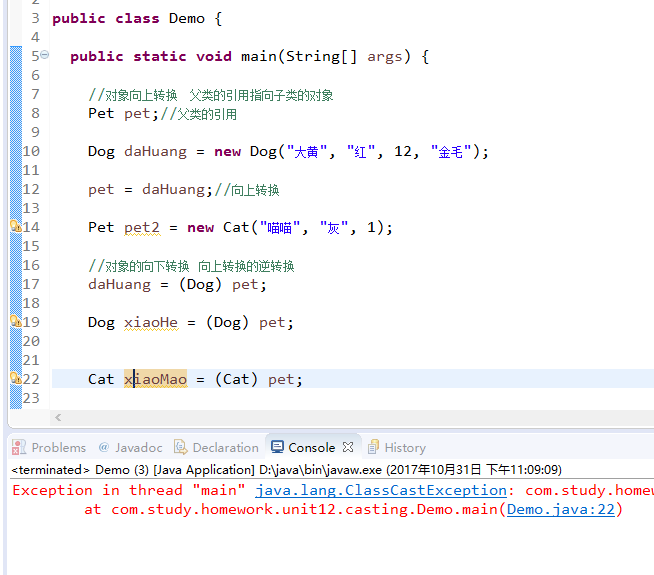 3 public class Demo {
4
5 public static void main(String[] args) {
6
7 //对象向上转换 父类的引用指向子类的对象
8 Pet pet;//父类的引用
9
10 Dog daHuang = new Dog("大黄", "红", 12, "金毛");
11
12 pet = daHuang;//向上转换
13
14 Pet pet2 = new Cat("喵喵", "灰", 1);
15
16 //对象的向下转换 向上转换的逆转换
17 daHuang = (Dog) pet;
18
19 Dog xiaoHe = (Dog) pet;
20
21
22 Cat xiaoMao = (Cat) pet;
23
Problems @ Javadoc Declaration Console History
<terminated> Demo (3) [Java Application] D:\java\bin\javaw.exe (2017年10月31日 下午11:09:09)
Exception in thread "main" java.lang.ClassCastException: com.study.homew
at com.study.homework.unit12.casting.Demo.main(Demo.java:22)